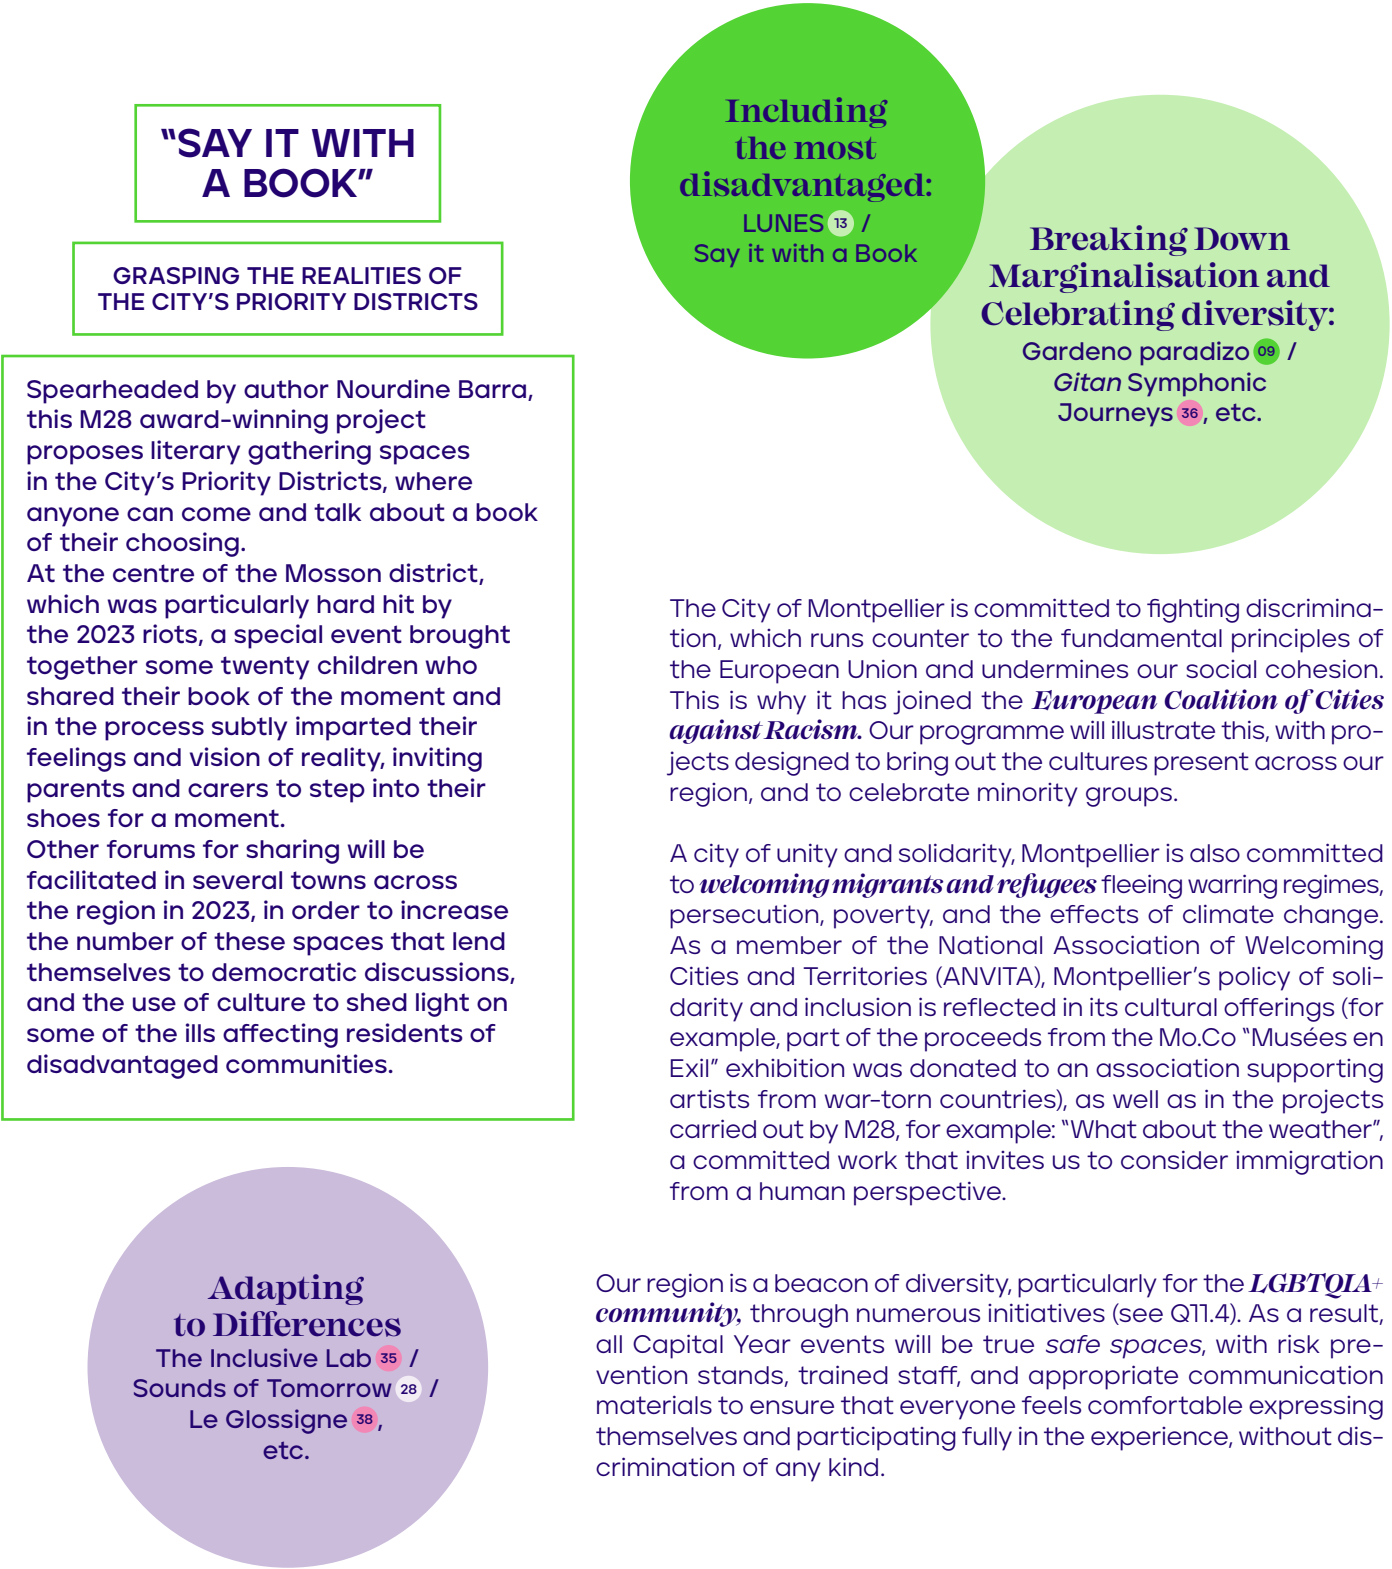 “SAY IT WITH
A BOOK”
GRASPING THE REALITIES OF
THE CITY’S PRIORITY DISTRICTS
Spearheaded by author Nourdine Barra,
this M28 award-winning project
proposes literary gathering spaces
in the City’s Priority Districts, where
anyone can come and talk about a book
of their choosing.
At the centre of the Mosson district,
which was particularly hard hit by
the 2023 riots, a special event brought
together some twenty children who
shared their book of the moment and
in the process subtly imparted their
feelings and vision of reality, inviting
parents and carers to step into their
shoes for a moment.
Other forums for sharing will be
facilitated in several towns across
the region in 2023, in order to increase
the number of these spaces that lend
themselves to democratic discussions,
and the use of culture to shed light on
some of the ills affecting residents of
disadvantaged communities.
Adapting
to Differences
The Inclusive Lab 35 /
Sounds of Tomorrow 28 /
Le Glossigne 38,
etc.
Including
the most
disadvantaged:
LUNES 13 /
Say it with a Book
Breaking Down
Marginalisation and
Celebrating diversity:
Gardeno paradizo 09 /
Gitan Symphonic
Journeys 36, etc.
The City of Montpellier is committed to fighting discrimina-
tion, which runs counter to the fundamental principles of
the European Union and undermines our social cohesion.
This is why it has joined the European Coalition of Cities
against Racism. Our programme will illustrate this, with pro-
jects designed to bring out the cultures present across our
region, and to celebrate minority groups.
A city of unity and solidarity, Montpellier is also committed
to welcoming migrants and refugees fleeing warring regimes,
persecution, poverty, and the effects of climate change.
As a member of the National Association of Welcoming
Cities and Territories (ANVITA), Montpellier’s policy of soli-
darity and inclusion is reflected in its cultural offerings (for
example, part of the proceeds from the Mo.Co “Musées en
Exil” exhibition was donated to an association supporting
artists from war-torn countries), as well as in the projects
carried out by M28, for example: “What about the weather”,
a committed work that invites us to consider immigration
from a human perspective.
Our region is a beacon of diversity, particularly for the LGBTQIA+
community, through numerous initiatives (see Q11.4). As a result,
all Capital Year events will be true safe spaces, with risk pre-
vention stands, trained staff, and appropriate communication
materials to ensure that everyone feels comfortable expressing
themselves and participating fully in the experience, without dis-
crimination of any kind.